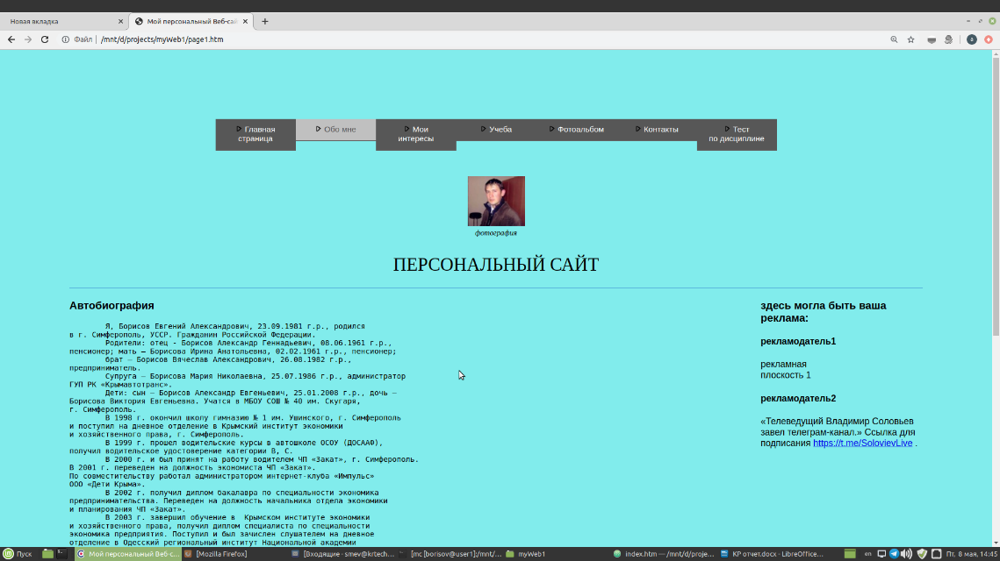 Новая вкладка
Мой персональный Веб-сай
Файл
/mnt/d/projects/myWeb1/page1.htm
Главная
страница
Обо мне
Мои
интересы
Учеба
Фотоальбом
Контакты
Тест
по дисциплине
фотография
ПЕРСОНАЛЬНЫЙ САЙТ
Автобиография
Я, Борисов Евгений Александрович, 23.09.1981 г.р., родился
в г. Симферополь, УССР. Гражданин Российской Федерации.
Родители: отец - Борисов Александр Геннадьевич, 08.06.1961 г.р.,
пенсионер; мать – Борисова Ирина Анатольевна, 02.02.1961 г.р., пенсионер;
брат – Борисов Вячеслав Александрович, 26.08.1982 г.р.,
предприниматель.
Супруга – Борисова Мария Николаевна, 25.07.1986 г.р., администратор
ГУП РК «Крымавтотранс».
Дети: сын – Борисов Александр Евгеньевич, 25.01.2008 г.р., дочь –
Борисова Виктория Евгеньевна. Учатся в МБОУ СОШ № 40 им. Скугаря,
г. Симферополь.
В 1998 г. окончил школу гимназию № 1 им. Ушинского, г. Симферополь
и поступил на дневное отделение в Крымский институт экономики
и хозяйственного права, г. Симферополь.
В 1999 г. прошел водительские курсы в автошколе ОСОУ (ДОСААФ),
получил водительское удостоверение категории В, С.
В 2000 г. и был принят на работу водителем ЧП «Закат», г. Симферополь.
В 2001 г. переведен на должность экономиста ЧП «Закат».
По совместительству работал администратором интернет-клуба «Импульс»
ООО «Дети Крыма».
В 2002 г. получил диплом бакалавра по специальности экономика
предпринимательства. Переведен на должность начальника отдела экономики
и планирования ЧП «Закат».
В 2003 г. завершил обучение в Крымском институте экономики
и хозяйственного права, получил диплом специалиста по специальности
экономика предприятия. Поступил и был зачислен слушателем на дневное
отделение в Одесский региональный институт Национальной академии
здесь могла быть ваша
реклама:
рекламодатель1
рекламная
плоскость 1
рекламодатель2
«Телеведущий Владимир Соловьев
завел телеграм-канал.» Ссылка для
подписания https://t.me/SolovievLive .
Пуск
Мой персональный Веб-с...
[Mozilla Firefox]
[Входящие - smev@krtech...
[mc [borisov@user1]:/mnt/...
myWeb1
index.htm — /mnt/d/proje...
КР отчет.docx - LibreOffice...
en
Пт, 8 мая, 14:45